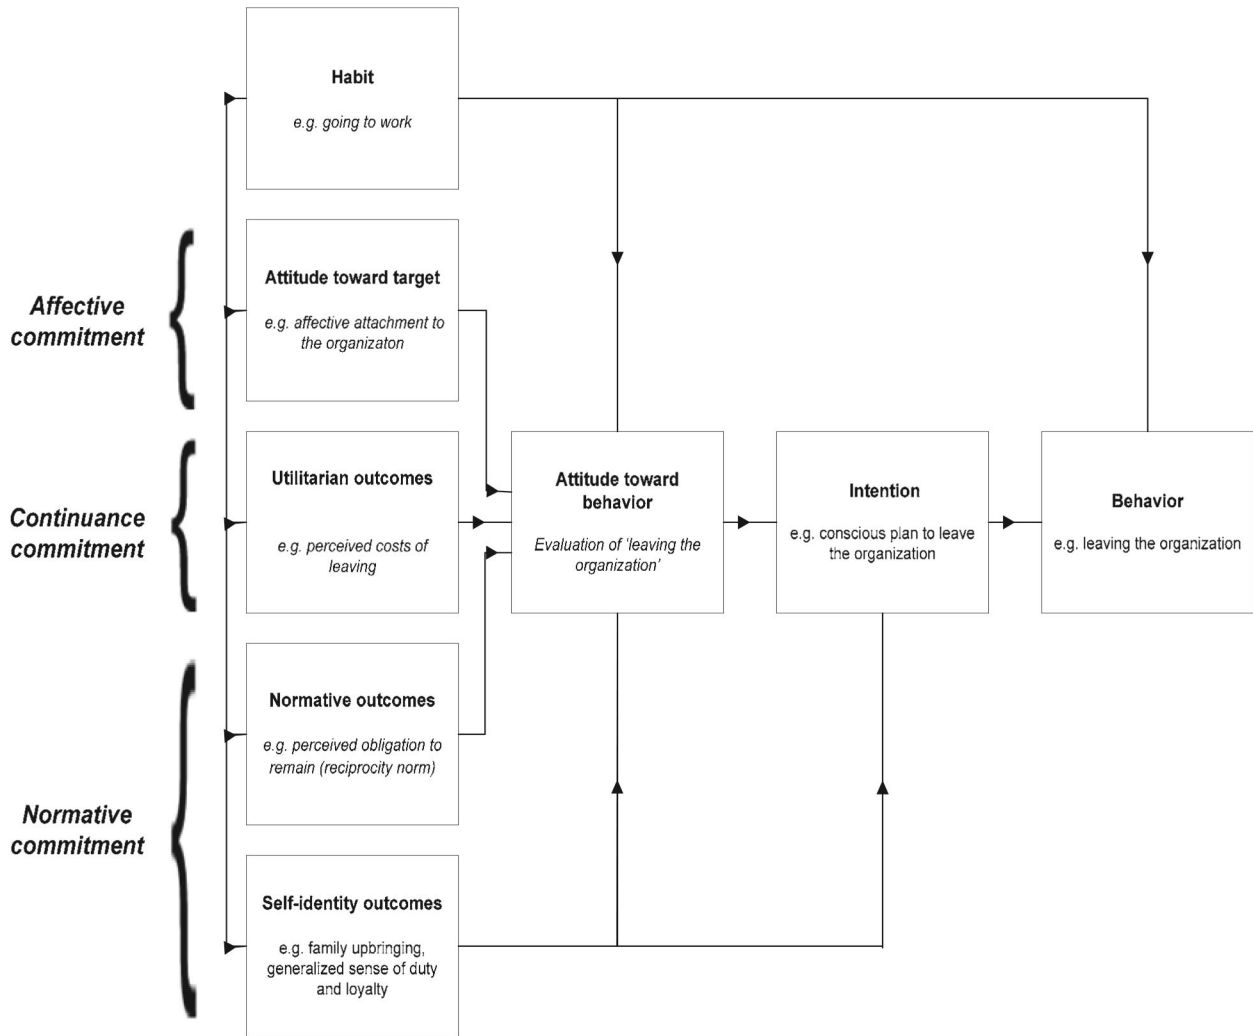 Habit
e.g. going to work
Affective
commitment
Attitude toward target
e.g. affective attachment to
the organizaton
Continuance
commitment
Utilitarian outcomes
e.g. perceived costs of
leaving
Attitude toward
behavior
Evaluation of ‘leaving the
organization’
Intention
e.g. conscious plan to leave
the organization
Behavior
e.g. leaving the organization
Normative
commitment
Normative outcomes
e.g. perceived obligation to
remain (reciprocity norm)
Self-identity outcomes
e.g. family upbringing,
generalized sense of duty
and loyalty